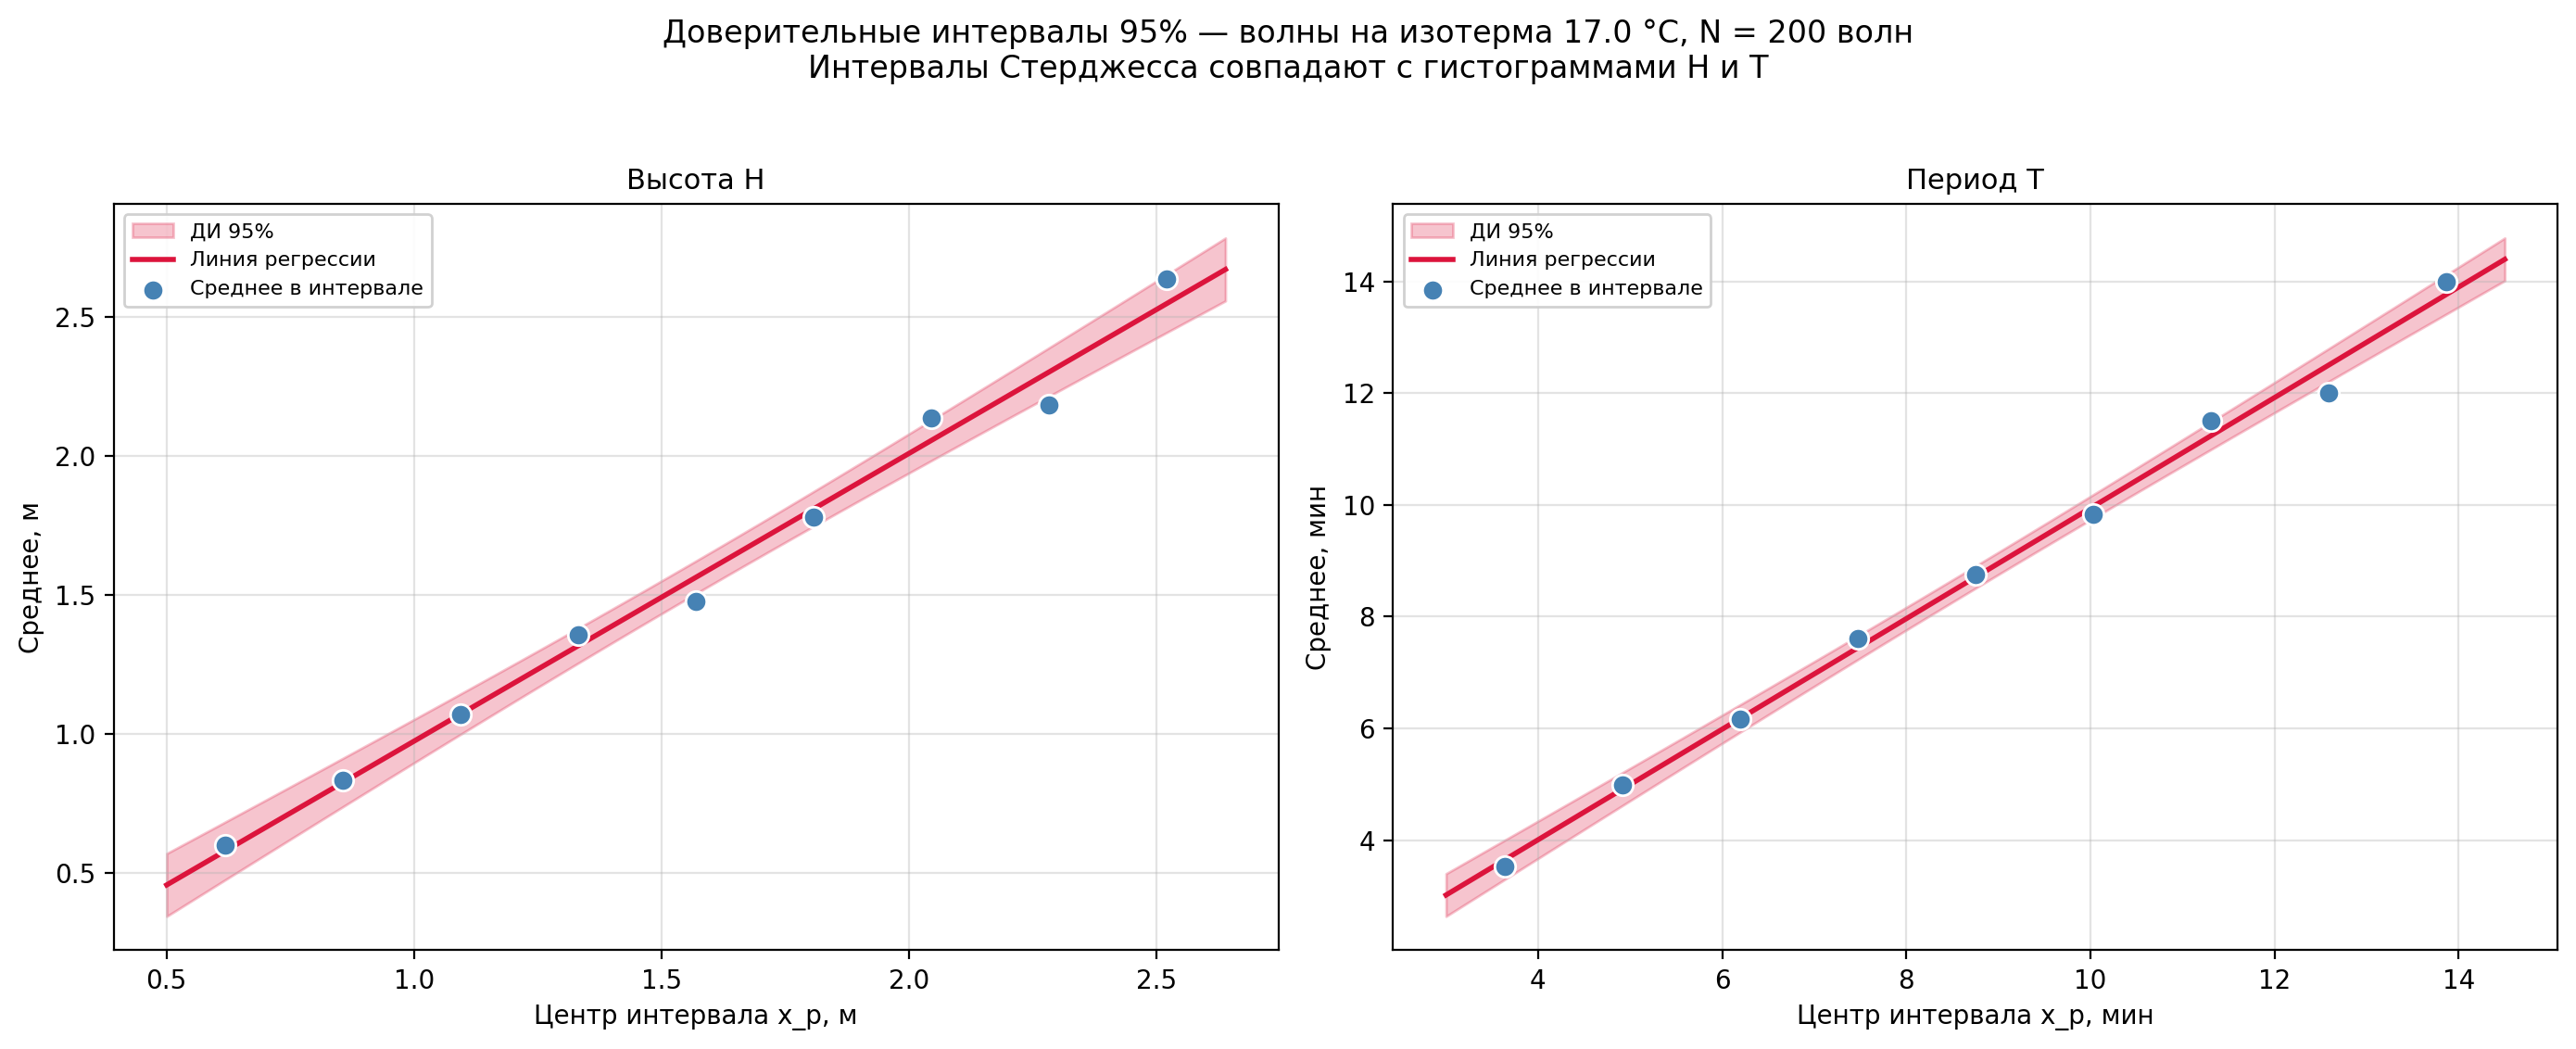 Доверительные интервалы 95% — волны на изотерма 17.0 °C, N = 200 волн
Интервалы Стерджесса совпадают с гистограммами H и T
Высота H
ДИ 95%
Линия регрессии
Среднее в интервале
Среднее, м
2.5
2.0
1.5
1.0
0.5
0.5 1.0 1.5 2.0 2.5
Центр интервала x_p, м
Период T
ДИ 95%
Линия регрессии
Среднее в интервале
Среднее, мин
14
12
10
8
6
4
4 6 8 10 12 14
Центр интервала x_p, мин